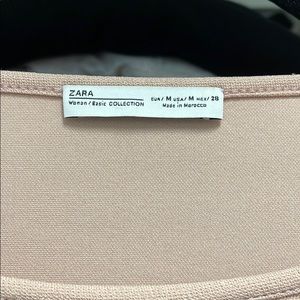 ZARA
Woman / Basic COLLECTION
EUR/ M USA/ M MEX/ 28
Made in Morocco